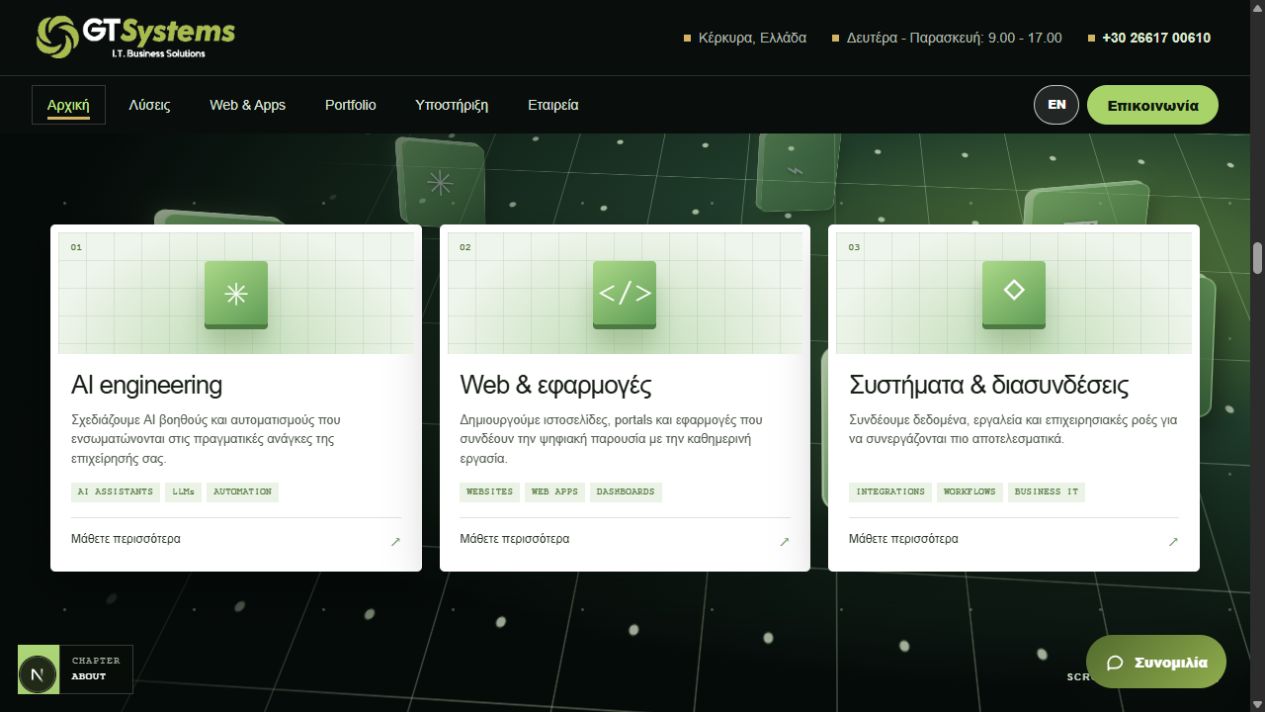 GTSystems
I.T. Business Solutions
Κέρκυρα, Ελλάδα
Δευτέρα - Παρασκευή: 9.00 - 17.00
+30 26617 00610
Αρχική
Λύσεις
Web & Apps
Portfolio
Υποστήριξη
Εταιρεία
EN
Επικοινωνία
01
AI engineering
Σχεδιάζουμε AI βοηθούς και αυτοματισμούς που
ενσωματώνονται στις πραγματικές ανάγκες της
επιχείρησής σας.
AI ASSISTANTS
LLMs
AUTOMATION
Μάθετε περισσότερα
02
</>
Web & εφαρμογές
Δημιουργούμε ιστοσελίδες, portals και εφαρμογές που
συνδέουν την ψηφιακή παρουσία με την καθημερινή
εργασία.
WEBSITES
WEB APPS
DASHBOARDS
Μάθετε περισσότερα
03
Συστήματα & διασυνδέσεις
Συνδέουμε δεδομένα, εργαλεία και επιχειρησιακές ροές για
να συνεργάζονται πιο αποτελεσματικά.
INTEGRATIONS
WORKFLOWS
BUSINESS IT
Μάθετε περισσότερα
N
CHAPTER
ABOUT
Συνομιλία